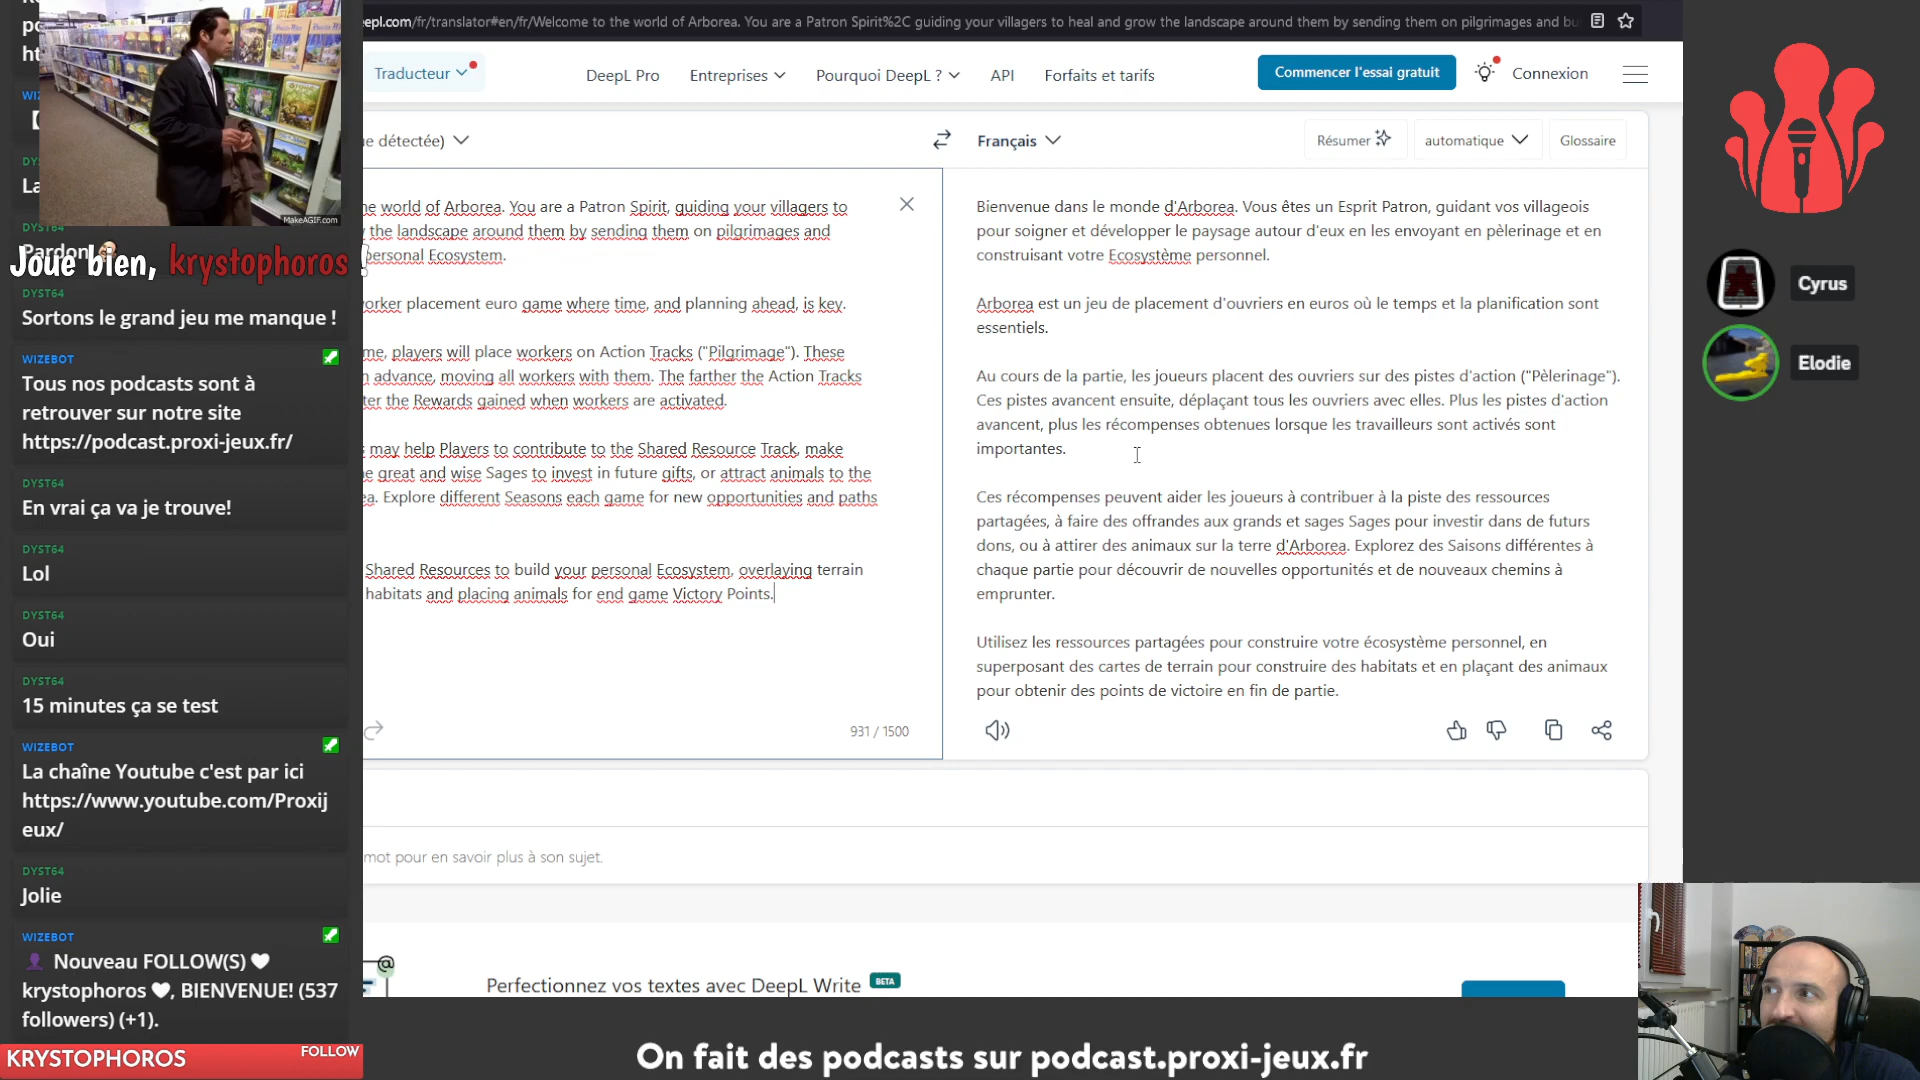 po
ht
WIZ
DYS
La
DYST64
Pardon
Joue bien, krystophoros !
DYST64
Sortons le grand jeu me manque !
WIZEBOT
Tous nos podcasts sont à
retrouver sur notre site
https://podcast.proxi-jeux.fr/
DYST64
En vrai ça va je trouve!
DYST64
Lol
DYST64
Oui
DYST64
15 minutes ça se test
WIZEBOT
La chaîne Youtube c'est par ici
https://www.youtube.com/Proxij
eux/
DYST64
Jolie
WIZEBOT
Nouveau FOLLOW(S)
krystophoros , BIENVENUE! (537
followers) (+1).
KRYSTOPHOROS FOLLOW
MakeAGIF.com
epl.com/fr/translator#en/fr/Welcome to the world of Arborea. You are a Patron Spirit%2C guiding your villagers to heal and grow the landscape around them by sending them on pilgrimages and bu
Traducteur
DeepL Pro
Entreprises
Pourquoi DeepL ?
API
Forfaits et tarifs
Commencer l'essai gratuit
Connexion
ue détectée)
Français
Résumer
automatique
Glossaire
he world of Arborea. You are a Patron Spirit, guiding your villagers to
the landscape around them by sending them on pilgrimages and
personal Ecosystem.
orker placement euro game where time, and planning ahead, is key.
me, players will place workers on Action Tracks ("Pilgrimage"). These
n advance, moving all workers with them. The farther the Action Tracks
ter the Rewards gained when workers are activated.
s may help Players to contribute to the Shared Resource Track, make
e great and wise Sages to invest in future gifts, or attract animals to the
ea. Explore different Seasons each game for new opportunities and paths
Shared Resources to build your personal Ecosystem, overlaying terrain
habitats and placing animals for end game Victory Points.
931 / 1500
Bienvenue dans le monde d'Arborea. Vous êtes un Esprit Patron, guidant vos villageois
pour soigner et développer le paysage autour d'eux en les envoyant en pèlerinage et en
construisant votre Ecosystème personnel.
Arborea est un jeu de placement d'ouvriers en euros où le temps et la planification sont
essentiels.
Au cours de la partie, les joueurs placent des ouvriers sur des pistes d'action ("Pèlerinage").
Ces pistes avancent ensuite, déplaçant tous les ouvriers avec elles. Plus les pistes d'action
avancent, plus les récompenses obtenues lorsque les travailleurs sont activés sont
importantes.
Ces récompenses peuvent aider les joueurs à contribuer à la piste des ressources
partagées, à faire des offrandes aux grands et sages Sages pour investir dans de futurs
dons, ou à attirer des animaux sur la terre d'Arborea. Explorez des Saisons différentes à
chaque partie pour découvrir de nouvelles opportunités et de nouveaux chemins à
emprunter.
Utilisez les ressources partagées pour construire votre écosystème personnel, en
superposant des cartes de terrain pour construire des habitats et en plaçant des animaux
pour obtenir des points de victoire en fin de partie.
mot pour en savoir plus à son sujet.
Perfectionnez vos textes avec DeepL Write BETA
Cyrus
Elodie
On fait des podcasts sur podcast.proxi-jeux.fr